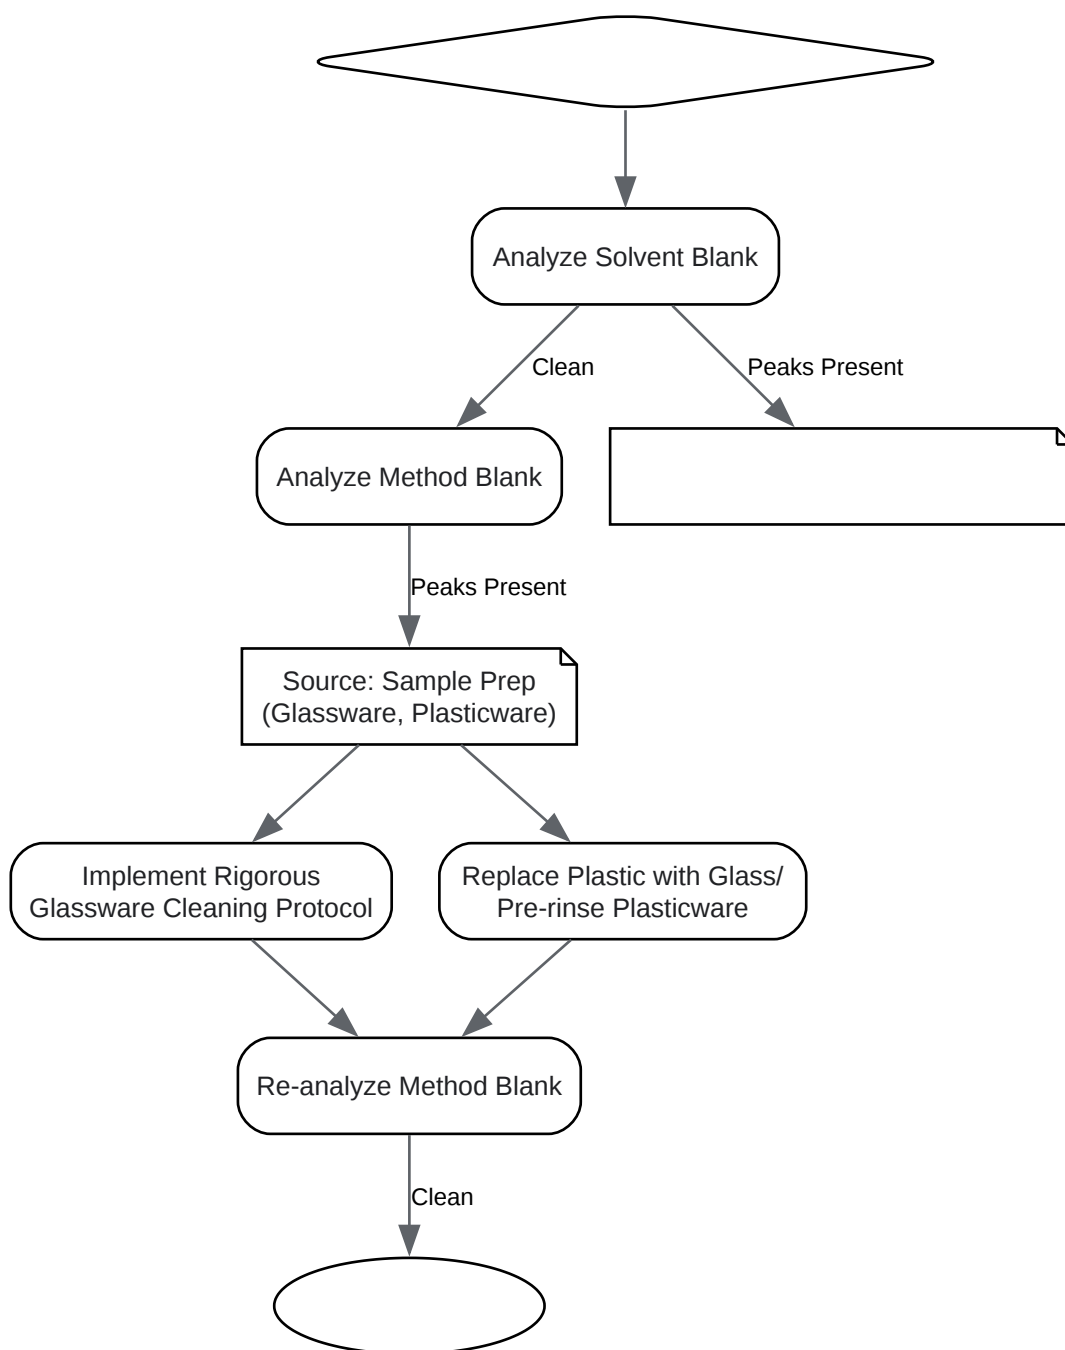 Analyze Solvent Blank
Clean
Peaks Present
Analyze Method Blank
Peaks Present
Source: Sample Prep
(Glassware, Plasticware)
Implement Rigorous
Glassware Cleaning Protocol
Replace Plastic with Glass/
Pre-rinse Plasticware
Re-analyze Method Blank
Clean